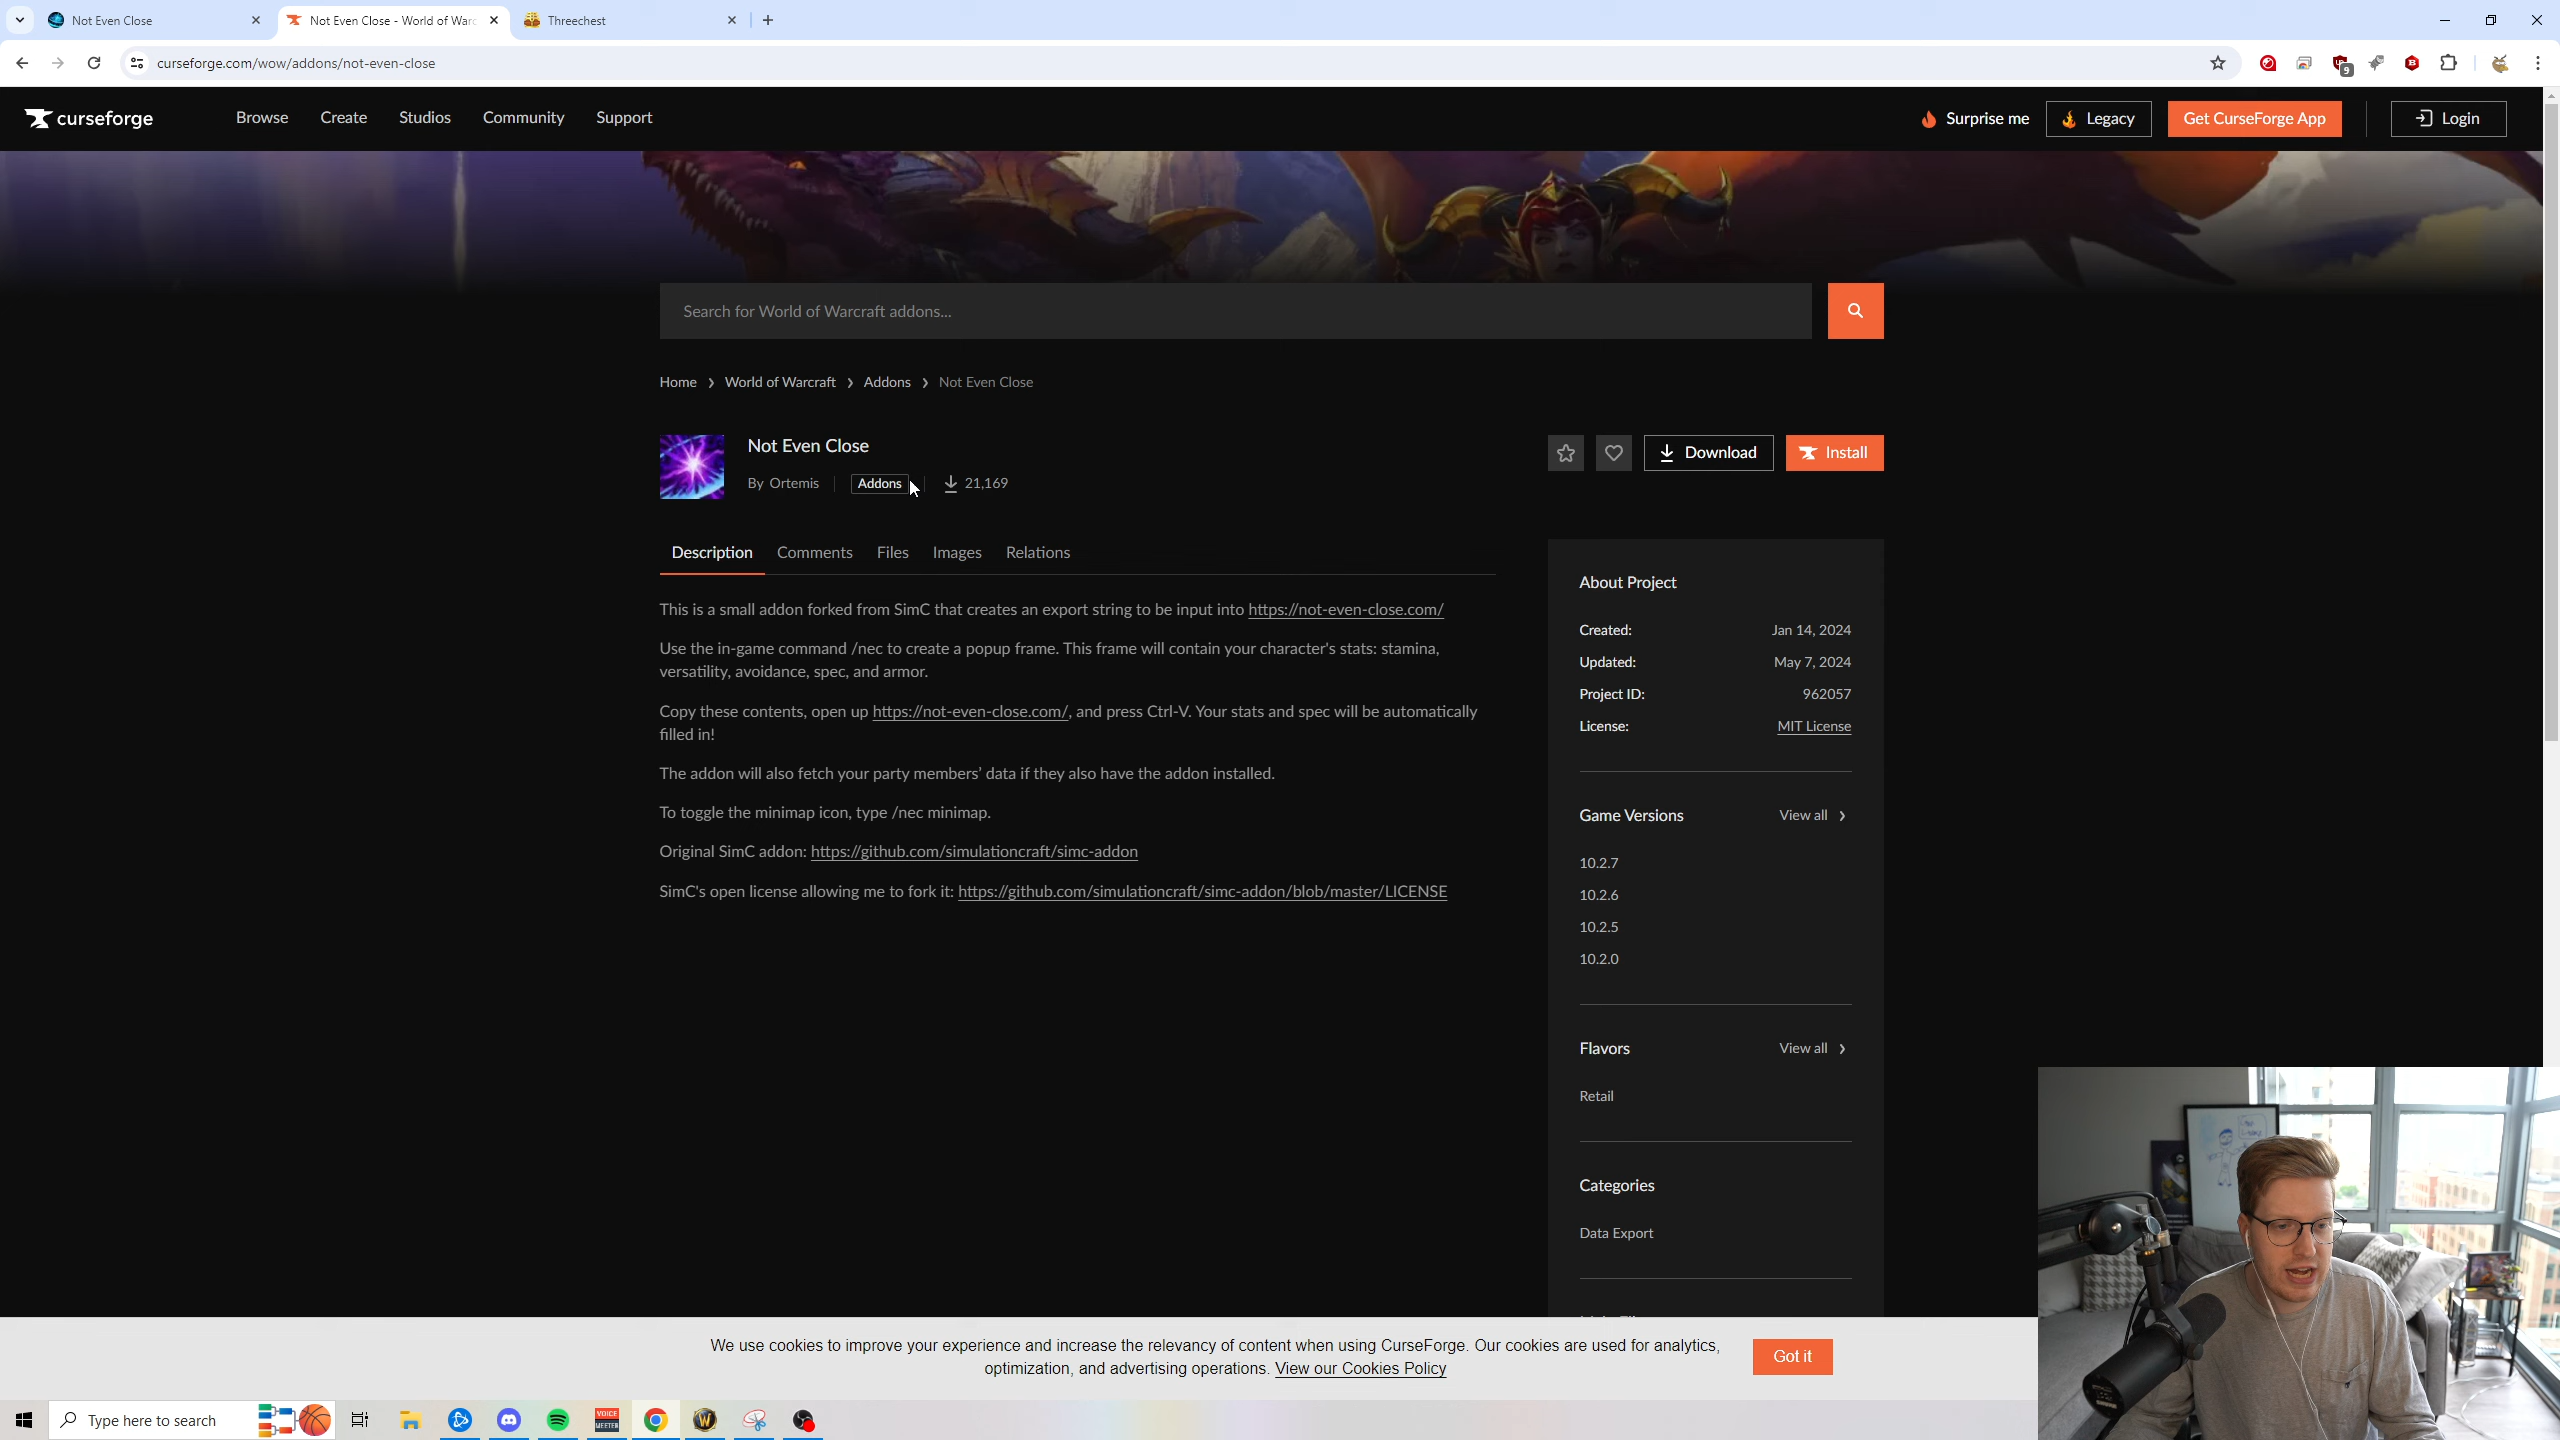 Not Even Close
Not Even Close - World of Warc
Threechest
curseforge.com/wow/addons/not-even-close
9
curseforge
Browse
Create
Studios
Community
Support
Surprise me
Legacy
Get CurseForge App
Login
Search for World of Warcraft addons...
Home > World of Warcraft > Addons > Not Even Close
Not Even Close
By Ortemis
Addons
21,169
Download
Install
Description
Comments
Files
Images
Relations
This is a small addon forked from SimC that creates an export string to be input into https://not-even-close.com/
Use the in-game command /nec to create a popup frame. This frame will contain your character's stats: stamina,
versatility, avoidance, spec, and armor.
Copy these contents, open up https://not-even-close.com/, and press Ctrl-V. Your stats and spec will be automatically
filled in!
The addon will also fetch your party members' data if they also have the addon installed.
To toggle the minimap icon, type /nec minimap.
Original SimC addon: https://github.com/simulationcraft/simc-addon
SimC's open license allowing me to fork it: https://github.com/simulationcraft/simc-addon/blob/master/LICENSE
About Project
Created: Jan 14, 2024
Updated: May 7, 2024
Project ID: 962057
License: MIT License
Game Versions
View all >
10.2.7
10.2.6
10.2.5
10.2.0
Flavors
View all >
Retail
Categories
Data Export
We use cookies to improve your experience and increase the relevancy of content when using CurseForge. Our cookies are used for analytics,
optimization, and advertising operations. View our Cookies Policy
Got it
Type here to search
VOICE
MEETER